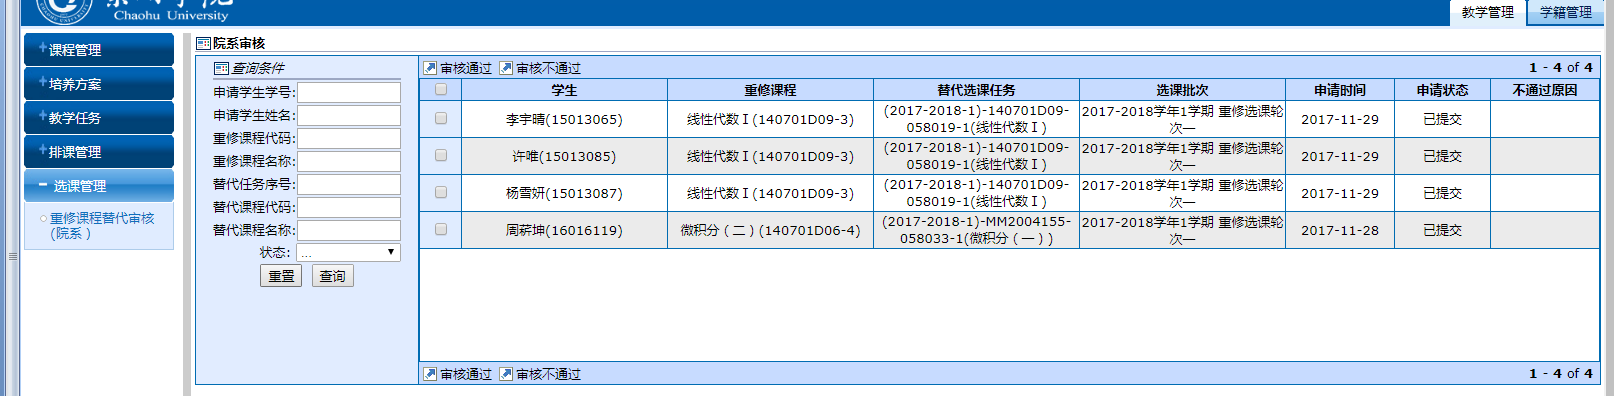 Chaohu University
教学管理
学籍管理
课程管理
培养方案
教学任务
排课管理
选课管理
重修课程替代审核
(院系)
院系审核
查询条件
申请学生学号:
申请学生姓名:
重修课程代码:
重修课程名称:
替代任务序号:
替代课程代码:
替代课程名称:
状态: ...
重置 查询
审核通过 审核不通过 1 - 4 of 4
学生 重修课程 替代选课任务 选课批次 申请时间 申请状态 不通过原因
李宇晴(15013065) 线性代数Ⅰ(140701D09-3) (2017-2018-1)-140701D09- 2017-2018学年1学期 重修选课轮 2017-11-29 已提交
058019-1(线性代数Ⅰ) 次一
许唯(15013085) 线性代数Ⅰ(140701D09-3) (2017-2018-1)-140701D09- 2017-2018学年1学期 重修选课轮 2017-11-29 已提交
058019-1(线性代数Ⅰ) 次一
杨雪妍(15013087) 线性代数Ⅰ(140701D09-3) (2017-2018-1)-140701D09- 2017-2018学年1学期 重修选课轮 2017-11-29 已提交
058019-1(线性代数Ⅰ) 次一
周薪坤(16016119) 微积分(二)(140701D06-4) (2017-2018-1)-MM2004155- 2017-2018学年1学期 重修选课轮 2017-11-28 已提交
058033-1(微积分(一)) 次一
审核通过 审核不通过 1 - 4 of 4